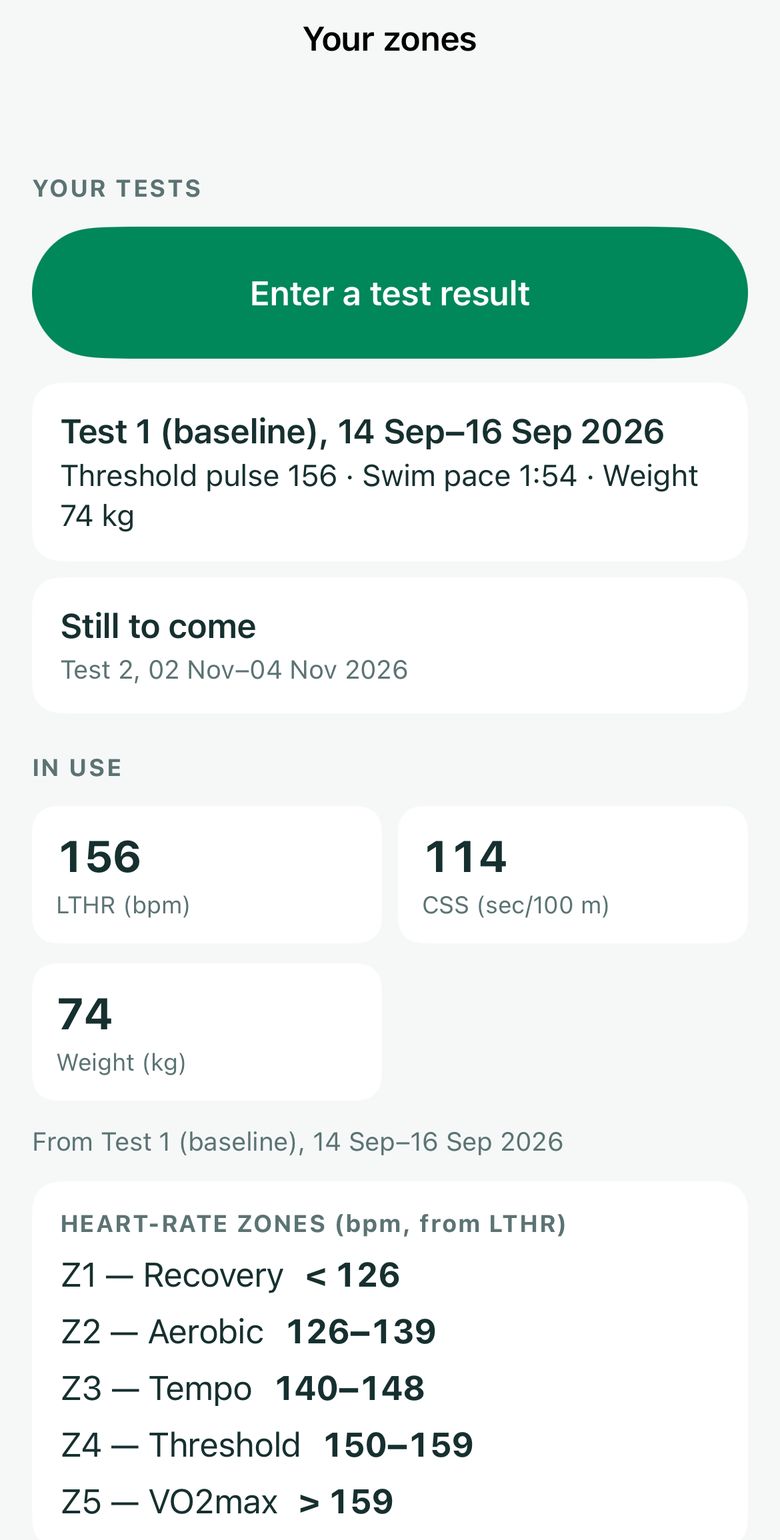 Your zones
YOUR TESTS
Enter a test result
Test 1 (baseline), 14 Sep–16 Sep 2026
Threshold pulse 156 · Swim pace 1:54 · Weight
74 kg
Still to come
Test 2, 02 Nov–04 Nov 2026
IN USE
156
LTHR (bpm)
114
CSS (sec/100 m)
74
Weight (kg)
From Test 1 (baseline), 14 Sep–16 Sep 2026
HEART-RATE ZONES (bpm, from LTHR)
Z1 — Recovery < 126
Z2 — Aerobic 126–139
Z3 — Tempo 140–148
Z4 — Threshold 150–159
Z5 — VO2max > 159